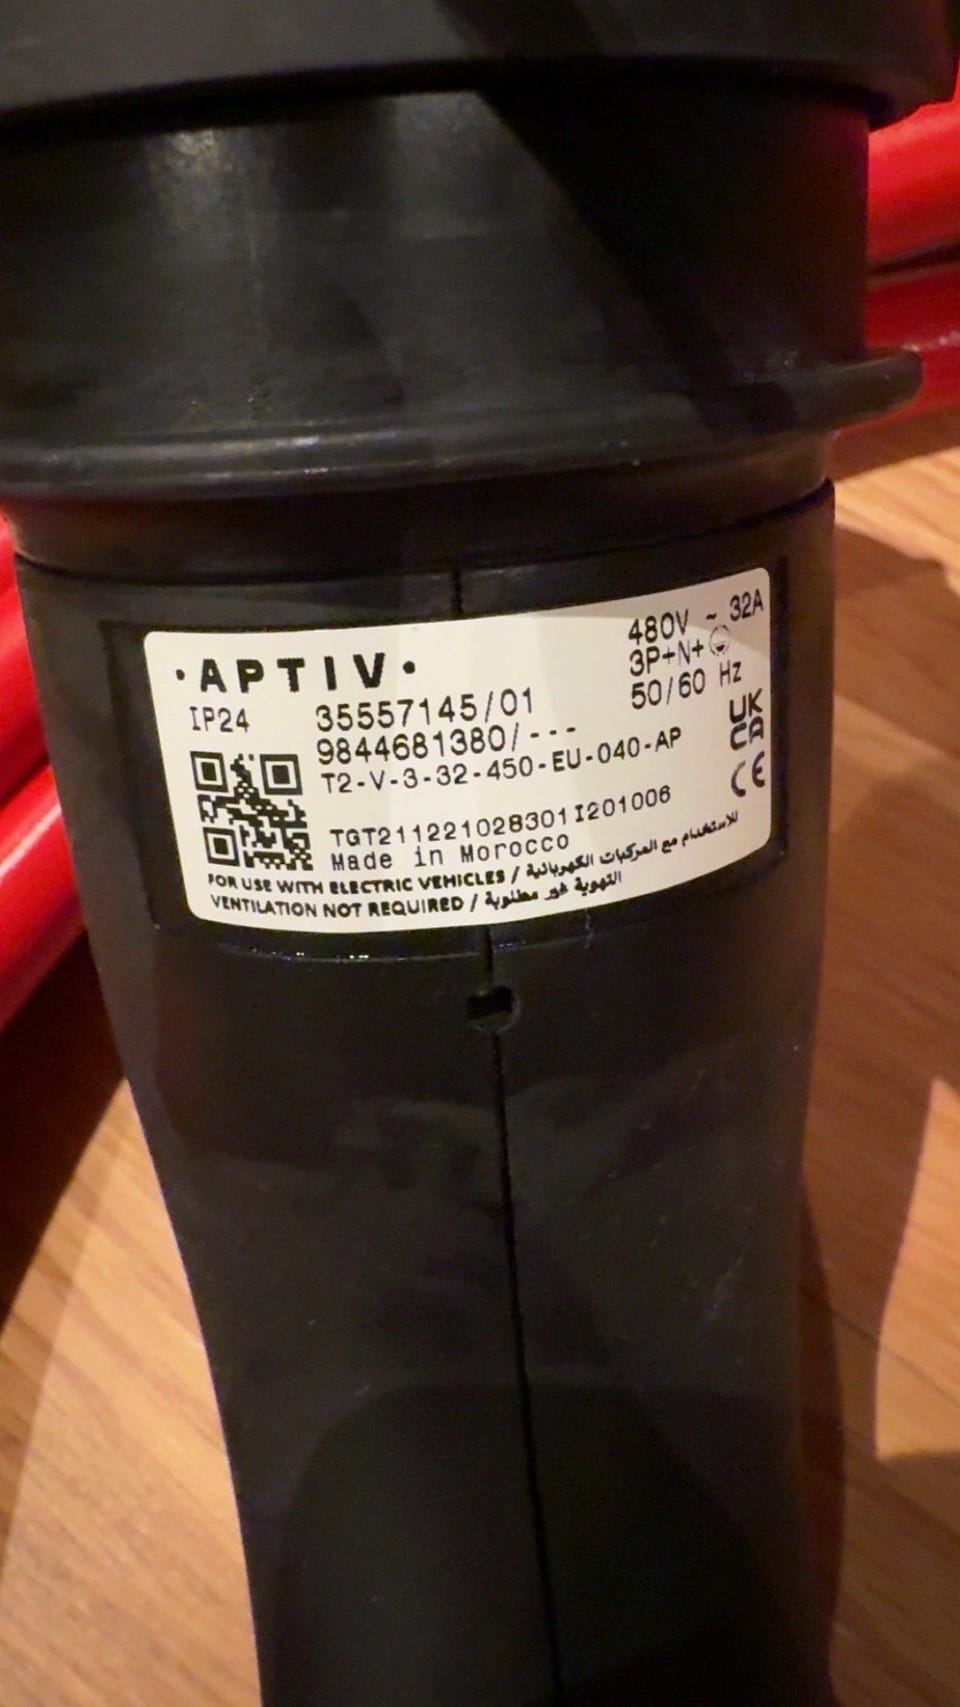 ·APTIV·
480V ~ 32A
3P+N+
IP24
35557145/01
50/60 Hz
9844681380/---
UK
CA
T2-V-3-32-450-EU-040-AP
CE
TGT211221028301I201006
Made in Morocco
FOR USE WITH ELECTRIC VEHICLES / للاستخدام مع المركبات الكهربائية
VENTILATION NOT REQUIRED / التهوية غير مطلوبة